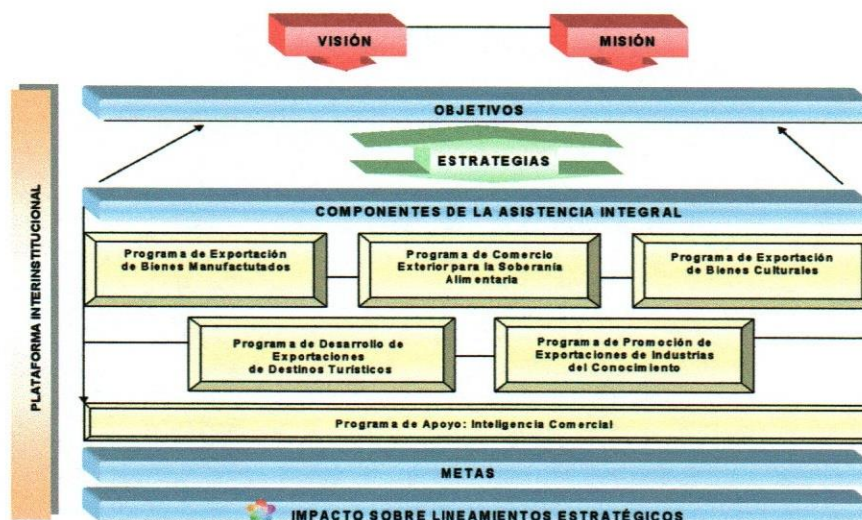 VISIÓN
MISIÓN
OBJETIVOS
ESTRATEGIAS
PLATAFORMA INTERINSTITUCIONAL
COMPONENTES DE LA ASISTENCIA INTEGRAL
Programa de Exportación
de Bienes Manufactutados
Programa de Comercio
Exterior para la Soberanía
Alimentaria
Programa de Exportación
de Bienes Culturales
Programa de Desarrollo de
Exportaciones
de Destinos Turísticos
Programa de Promoción de
Exportaciones de Industrias
del Conocimiento
Programa de Apoyo: Inteligencia Comercial
METAS
IMPACTO SOBRE LINEAMIENTOS ESTRATÉGICOS